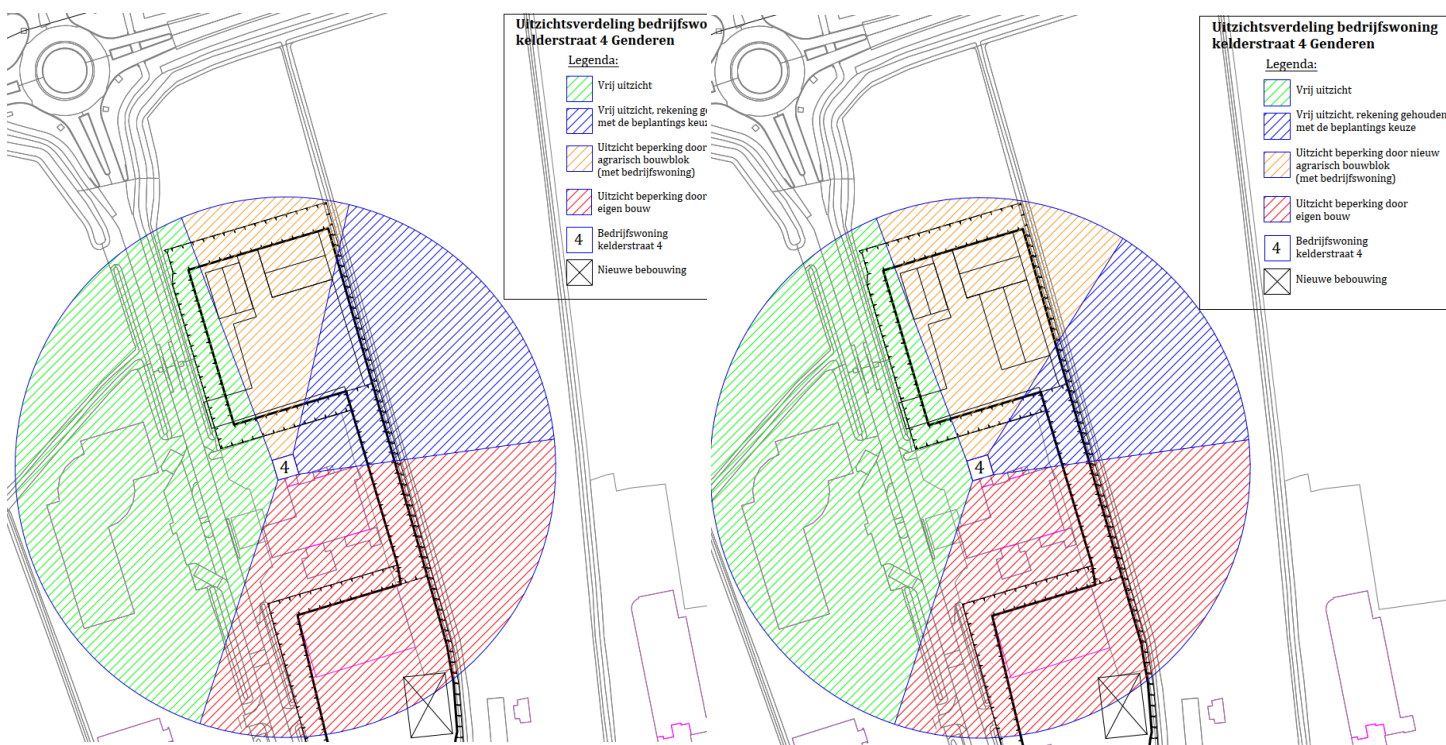 Uitzichtsverdeling bedrijfswo
kelderstraat 4 Genderen
Legenda:
Vrij uitzicht
Vrij uitzicht, rekening ge
met de beplantings keuz
Uitzicht beperking door
agrarisch bouwblok
(met bedrijfswoning)
Uitzicht beperking door
eigen bouw
4
Bedrijfswoning
kelderstraat 4
Nieuwe bebouwing
4
Uitzichtsverdeling bedrijfswoning
kelderstraat 4 Genderen
Legenda:
Vrij uitzicht
Vrij uitzicht, rekening gehouden
met de beplantings keuze
Uitzicht beperking door nieuw
agrarisch bouwblok
(met bedrijfswoning)
Uitzicht beperking door
eigen bouw
4
Bedrijfswoning
kelderstraat 4
Nieuwe bebouwing
4